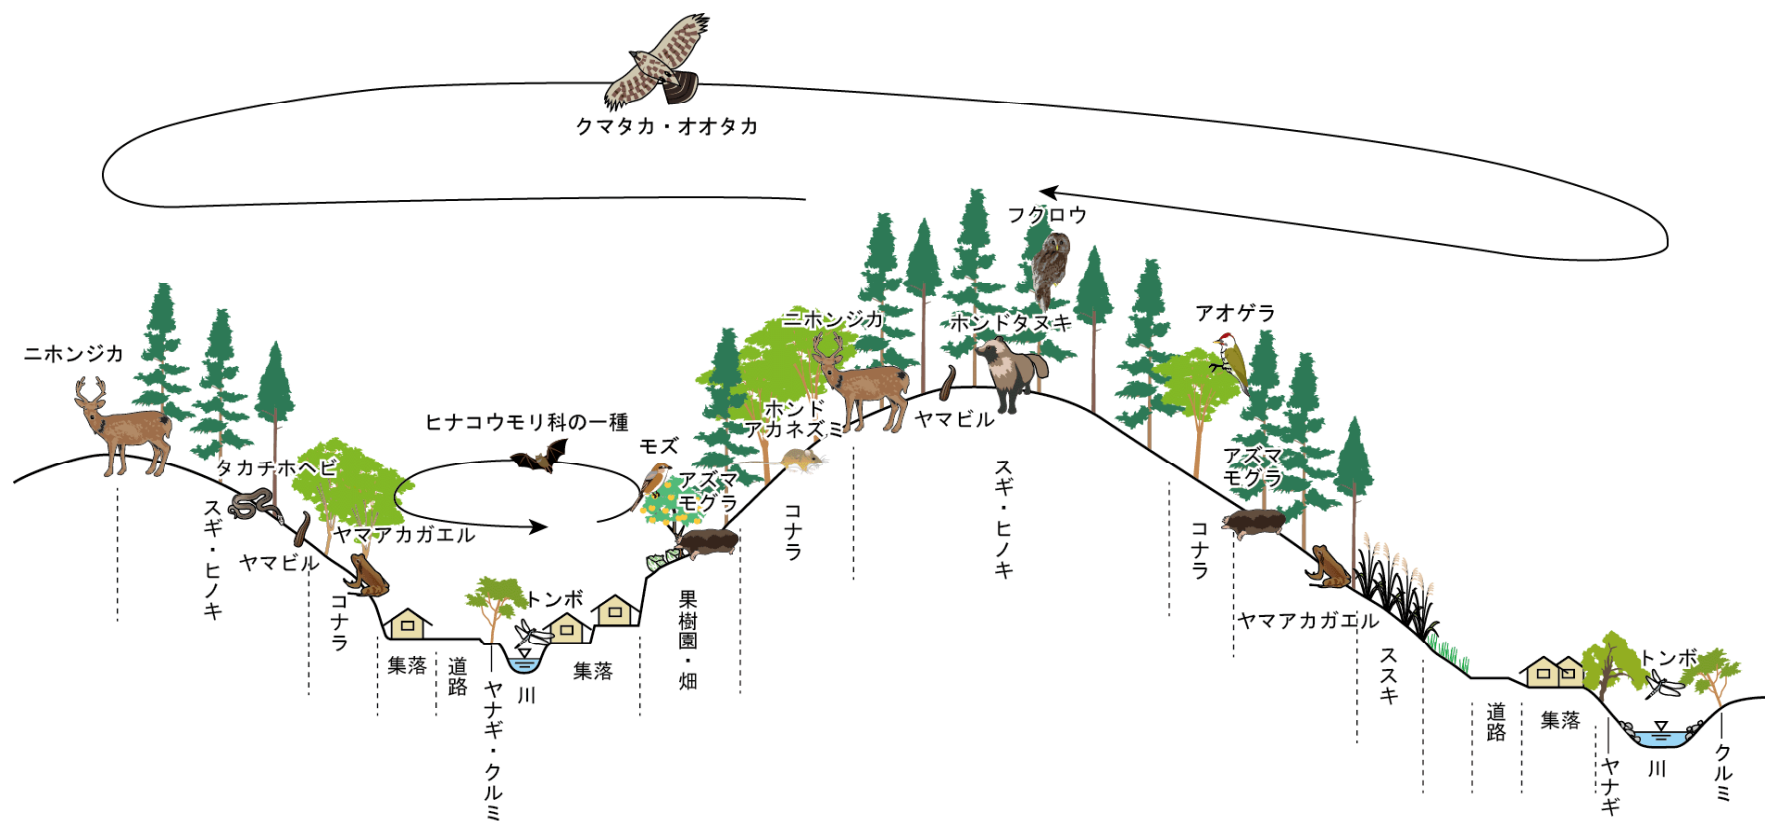 クマタカ・オオタカ
フクロウ
ニホンジカ
ホンドタヌキ
アオゲラ
ニホンジカ
ヒナコウモリ科の一種
モズ
ホンド
アカネズミ
ヤマビル
タカチホヘビ
アズマ
モグラ
アズマ
モグラ
ヤマアカガエル
ヤマビル
トンボ
ヤマアカガエル
トンボ
スギ・ヒノキ
コナラ
集落
道路
ヤナギ・クルミ
川
集落
果樹園・畑
コナラ
スギ・ヒノキ
コナラ
ススキ
道路
集落
ヤナギ
川
クルミ